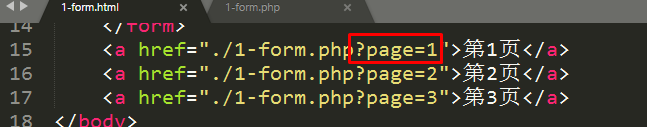 1-form.html 1-form.php
14 </form>
15 <a href="./1-form.php?page=1">第1页</a>
16 <a href="./1-form.php?page=2">第2页</a>
17 <a href="./1-form.php?page=3">第3页</a>
18 </body>